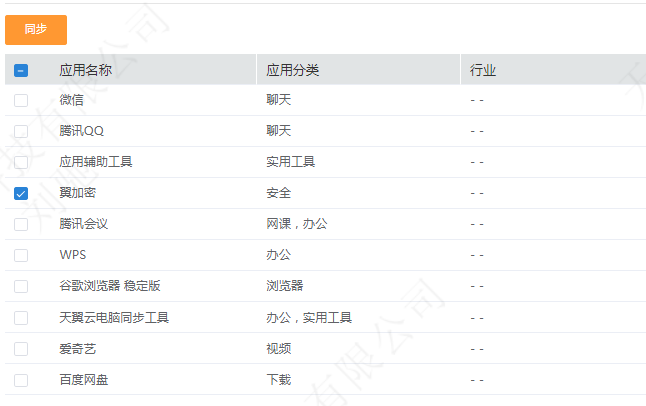 同步
应用名称 应用分类 行业
微信 聊天 - -
腾讯QQ 聊天 - -
应用辅助工具 实用工具 - -
翼加密 安全 - -
腾讯会议 网课，办公 - -
WPS 办公 - -
谷歌浏览器 稳定版 浏览器 - -
天翼云电脑同步工具 办公，实用工具 - -
爱奇艺 视频 - -
百度网盘 下载 - -